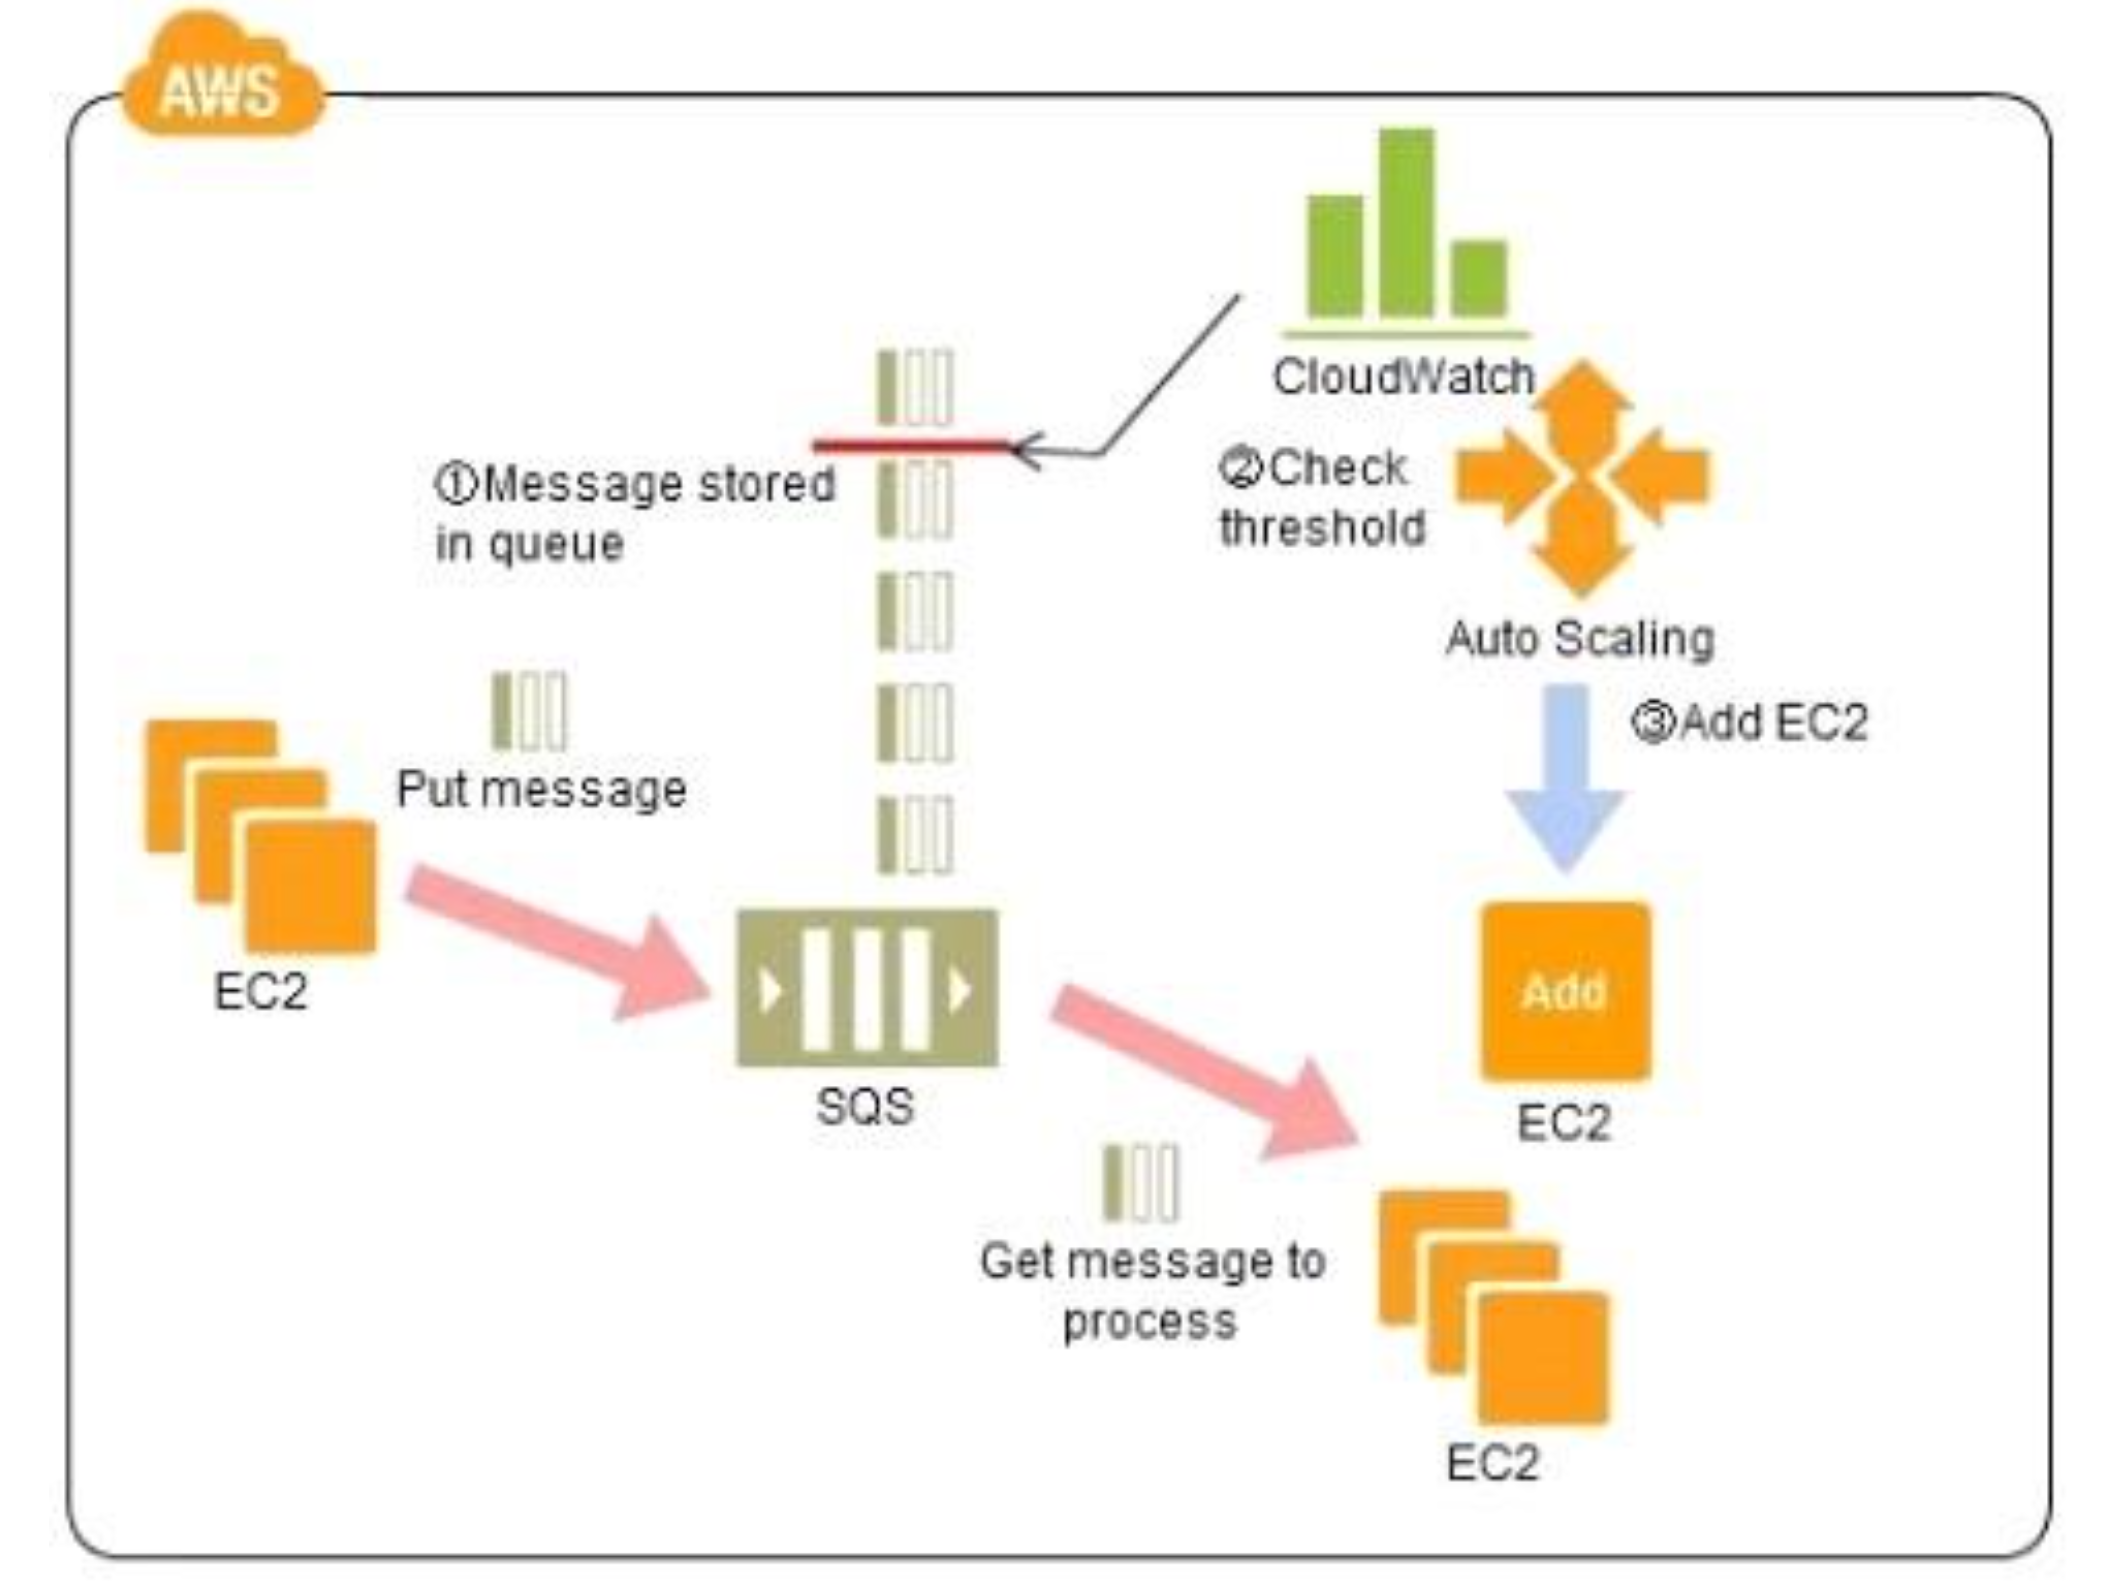 AWS
CloudWatch
①Message stored
in queue
②Check
threshold
Auto Scaling
③Add EC2
Put message
EC2
SQS
Add
EC2
Get message to
process
EC2